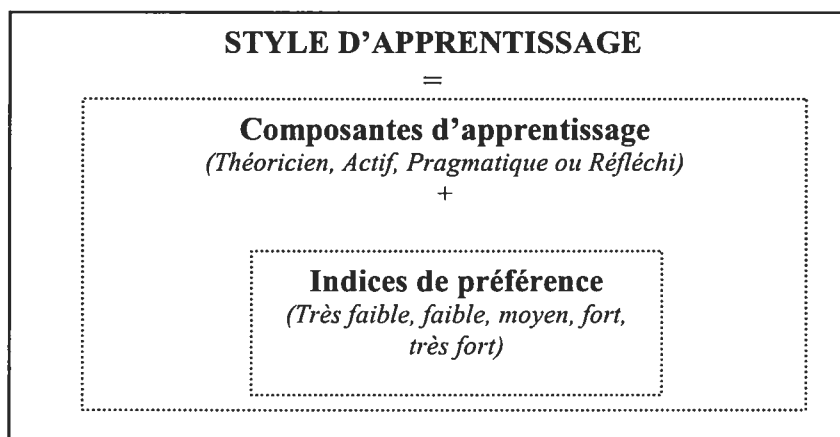 STYLE D'APPRENTISSAGE
=
Composantes d'apprentissage
(Théoricien, Actif, Pragmatique ou Réfléchi)
+
Indices de préférence
(Très faible, faible, moyen, fort,
très fort)